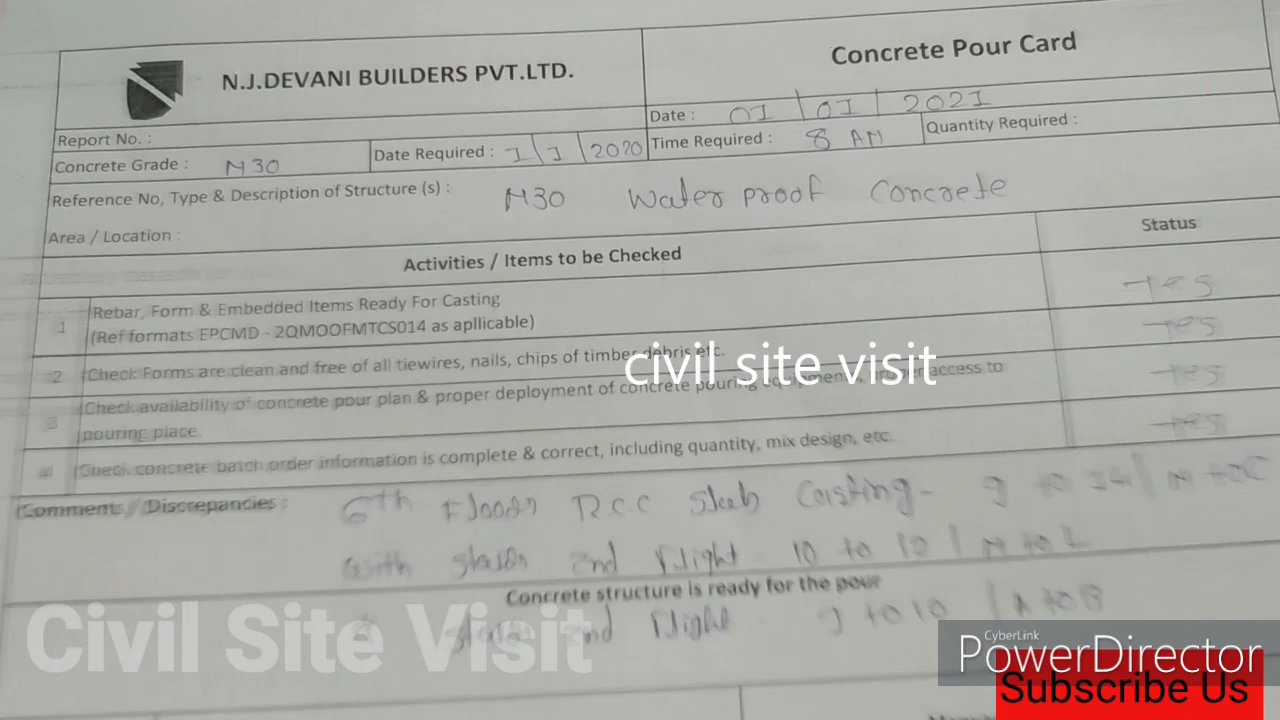 N.J.DEVANI BUILDERS PVT.LTD.
Concrete Pour Card
Report No. :
Date : 01/01/2021
Concrete Grade : M30
Date Required : 1/1/2020
Time Required : 8 AM
Quantity Required :
Reference No, Type & Description of Structure (s) : M30 Water proof Concrete
Area / Location :
Activities / Items to be Checked
Status
1 Rebar, Form & Embedded Items Ready For Casting
(Ref formats EPCMD - 2QMOOFMTCS014 as apllicable)
Yes
2 Check Forms are clean and free of all tiewires, nails, chips of timber debris etc.
Yes
3 Check availability of concrete pour plan & proper deployment of concrete pouring equipment access to
pouring place.
Yes
4 Check concrete batch order information is complete & correct, including quantity, mix design, etc.
Yes
Comments / Discrepancies : 6th Floor R.C.C Slab Casting-
with 2nd Flight 10 to 10 /
Concrete structure is ready for the pour
2nd Flight
civil site visit
Civil Site Visit
CyberLink
PowerDirector
Subscribe Us